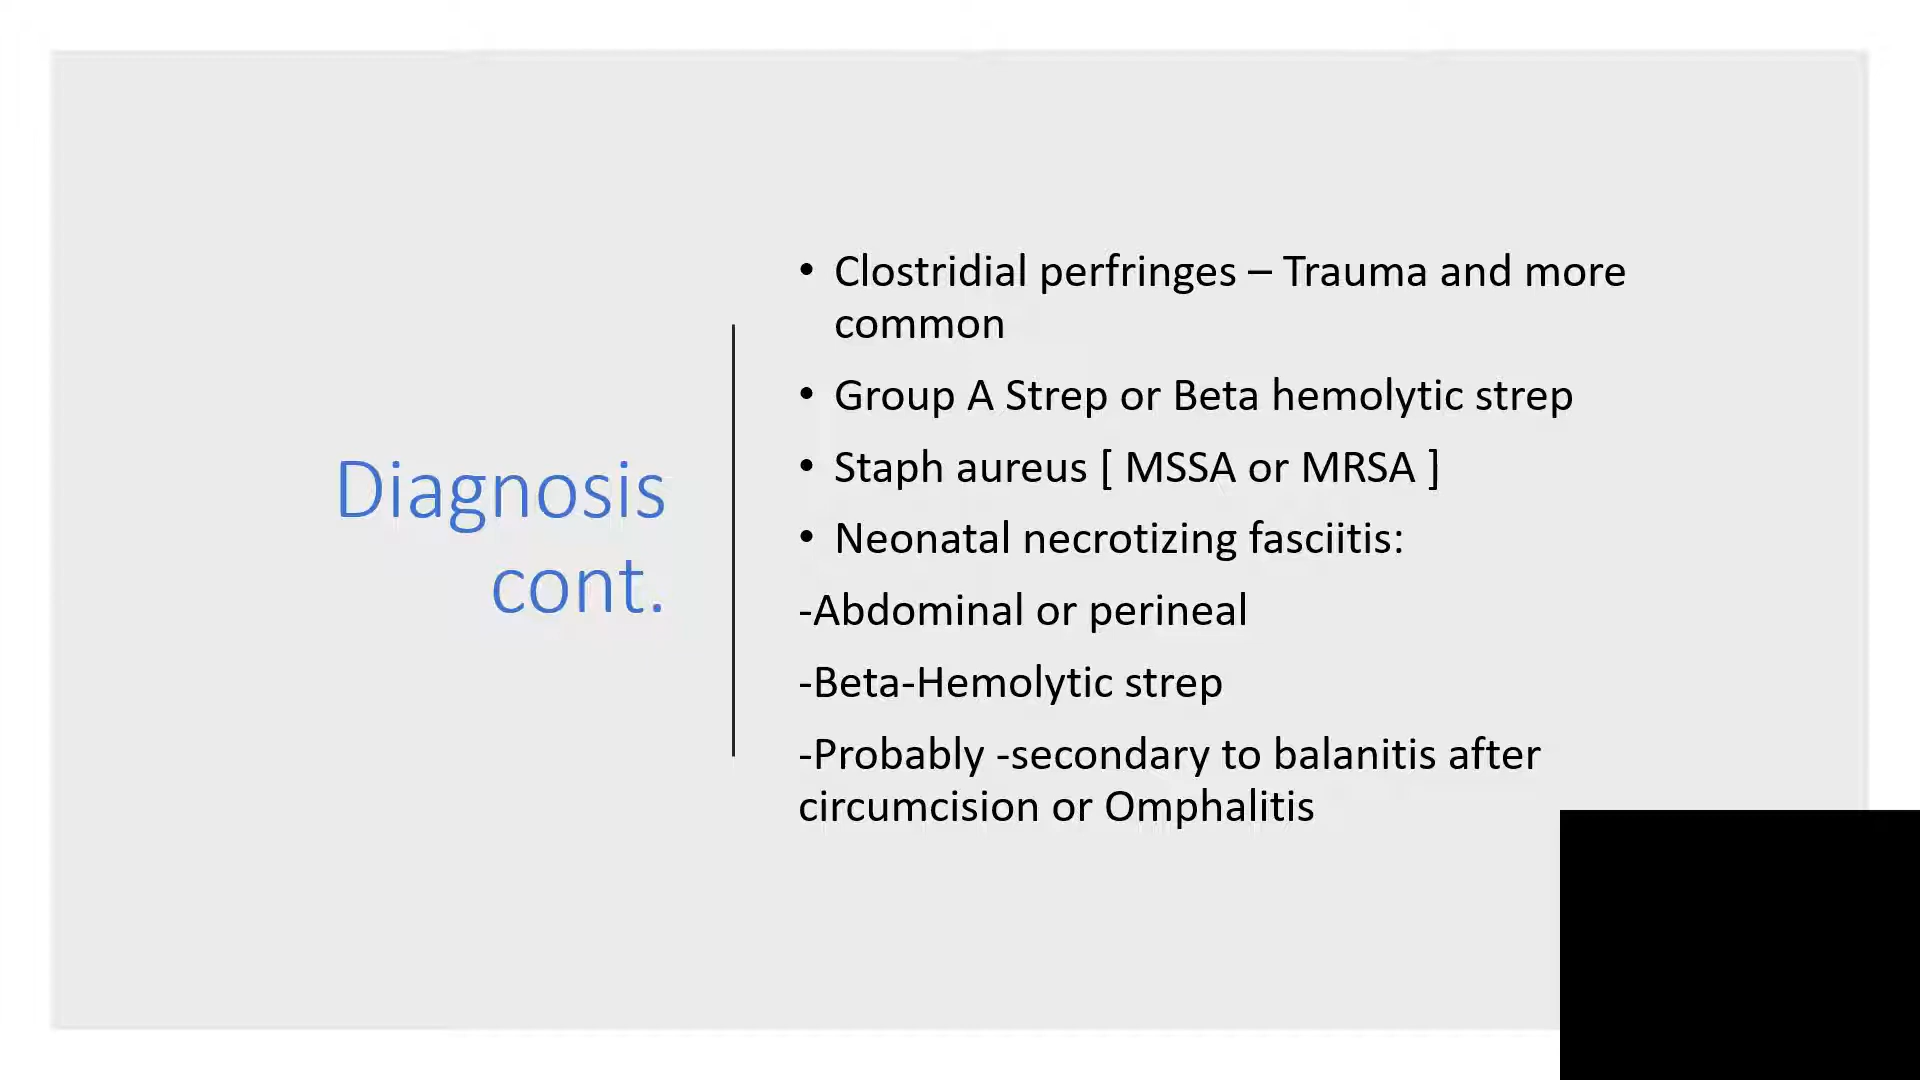 Diagnosis
cont.
• Clostridial perfringes – Trauma and more
common
• Group A Strep or Beta hemolytic strep
• Staph aureus [ MSSA or MRSA ]
• Neonatal necrotizing fasciitis:
-Abdominal or perineal
-Beta-Hemolytic strep
-Probably -secondary to balanitis after
circumcision or Omphalitis